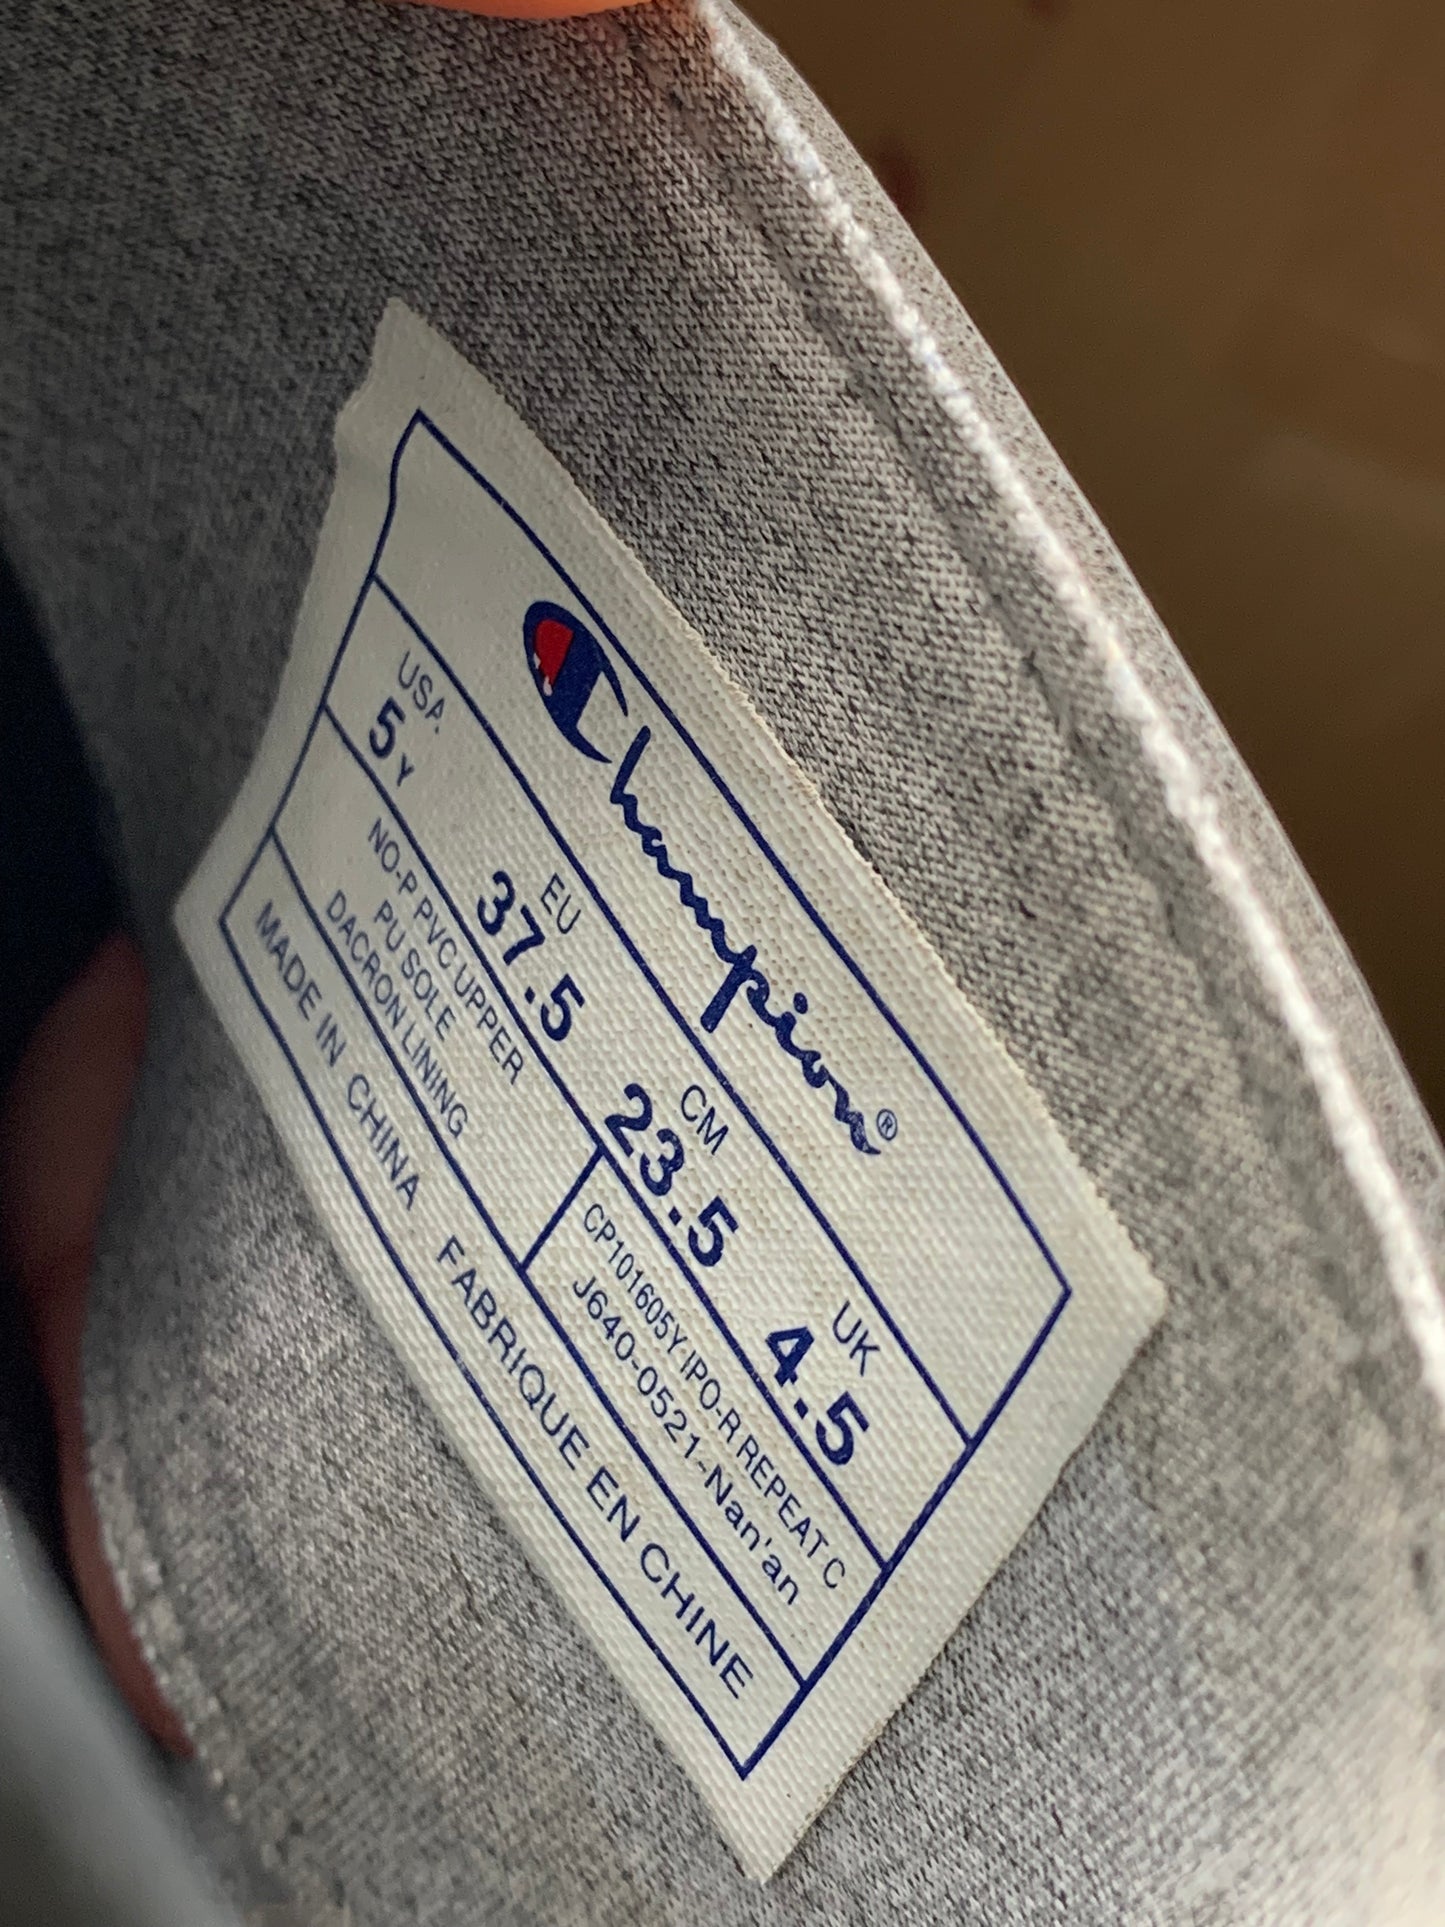 Champion®
USA. EU CM UK
5Y 37.5 23.5 4.5
NO-P PVC UPPER
PU SOLE
DACRON LINING
CP101605Y IPO-R REPEAT C
J640-0521-Nan'an
MADE IN CHINA FABRIQUE EN CHINE